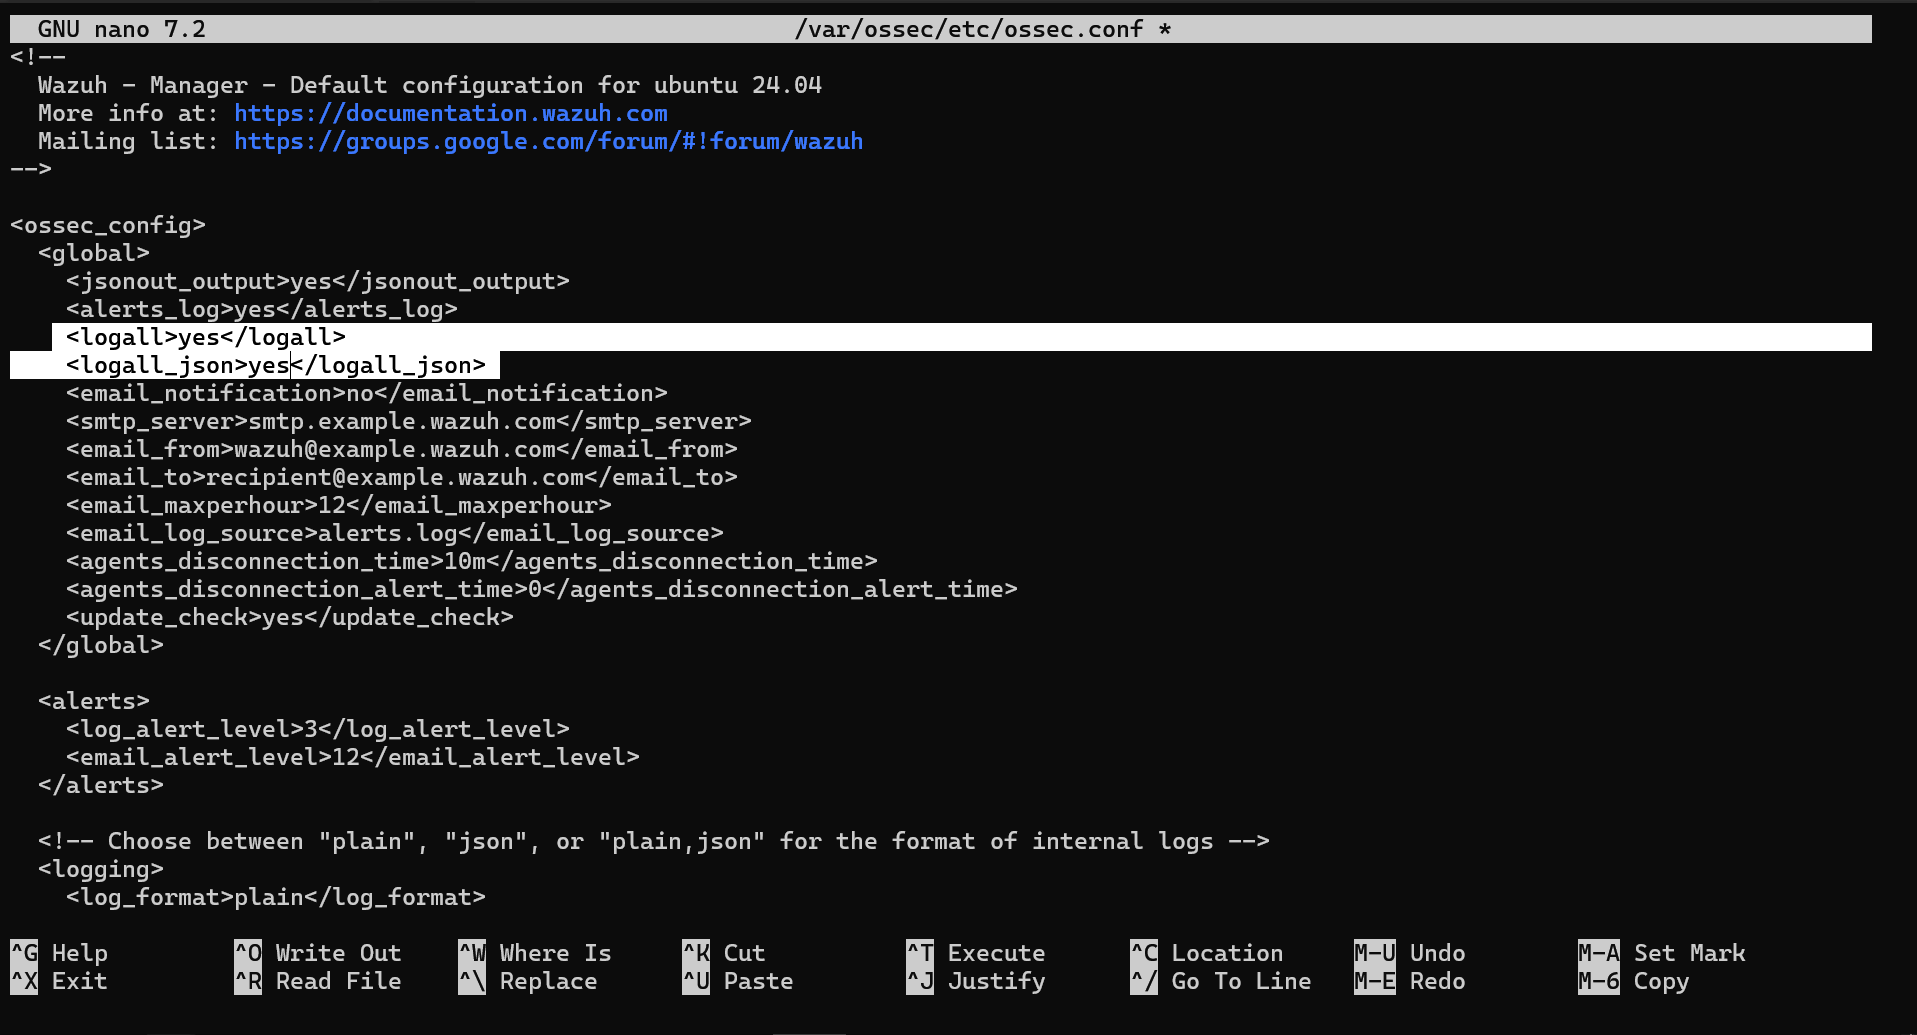 GNU nano 7.2 /var/ossec/etc/ossec.conf *
<!--
  Wazuh - Manager - Default configuration for ubuntu 24.04
  More info at: https://documentation.wazuh.com
  Mailing list: https://groups.google.com/forum/#!forum/wazuh
-->

<ossec_config>
  <global>
    <jsonout_output>yes</jsonout_output>
    <alerts_log>yes</alerts_log>
    <logall>yes</logall>
    <logall_json>yes</logall_json>
    <email_notification>no</email_notification>
    <smtp_server>smtp.example.wazuh.com</smtp_server>
    <email_from>wazuh@example.wazuh.com</email_from>
    <email_to>recipient@example.wazuh.com</email_to>
    <email_maxperhour>12</email_maxperhour>
    <email_log_source>alerts.log</email_log_source>
    <agents_disconnection_time>10m</agents_disconnection_time>
    <agents_disconnection_alert_time>0</agents_disconnection_alert_time>
    <update_check>yes</update_check>
  </global>

  <alerts>
    <log_alert_level>3</log_alert_level>
    <email_alert_level>12</email_alert_level>
  </alerts>

  <!-- Choose between "plain", "json", or "plain,json" for the format of internal logs -->
  <logging>
    <log_format>plain</log_format>

^G Help ^O Write Out ^W Where Is ^K Cut ^T Execute ^C Location M-U Undo M-A Set Mark
^X Exit ^R Read File ^\ Replace ^U Paste ^J Justify ^/ Go To Line M-E Redo M-6 Copy